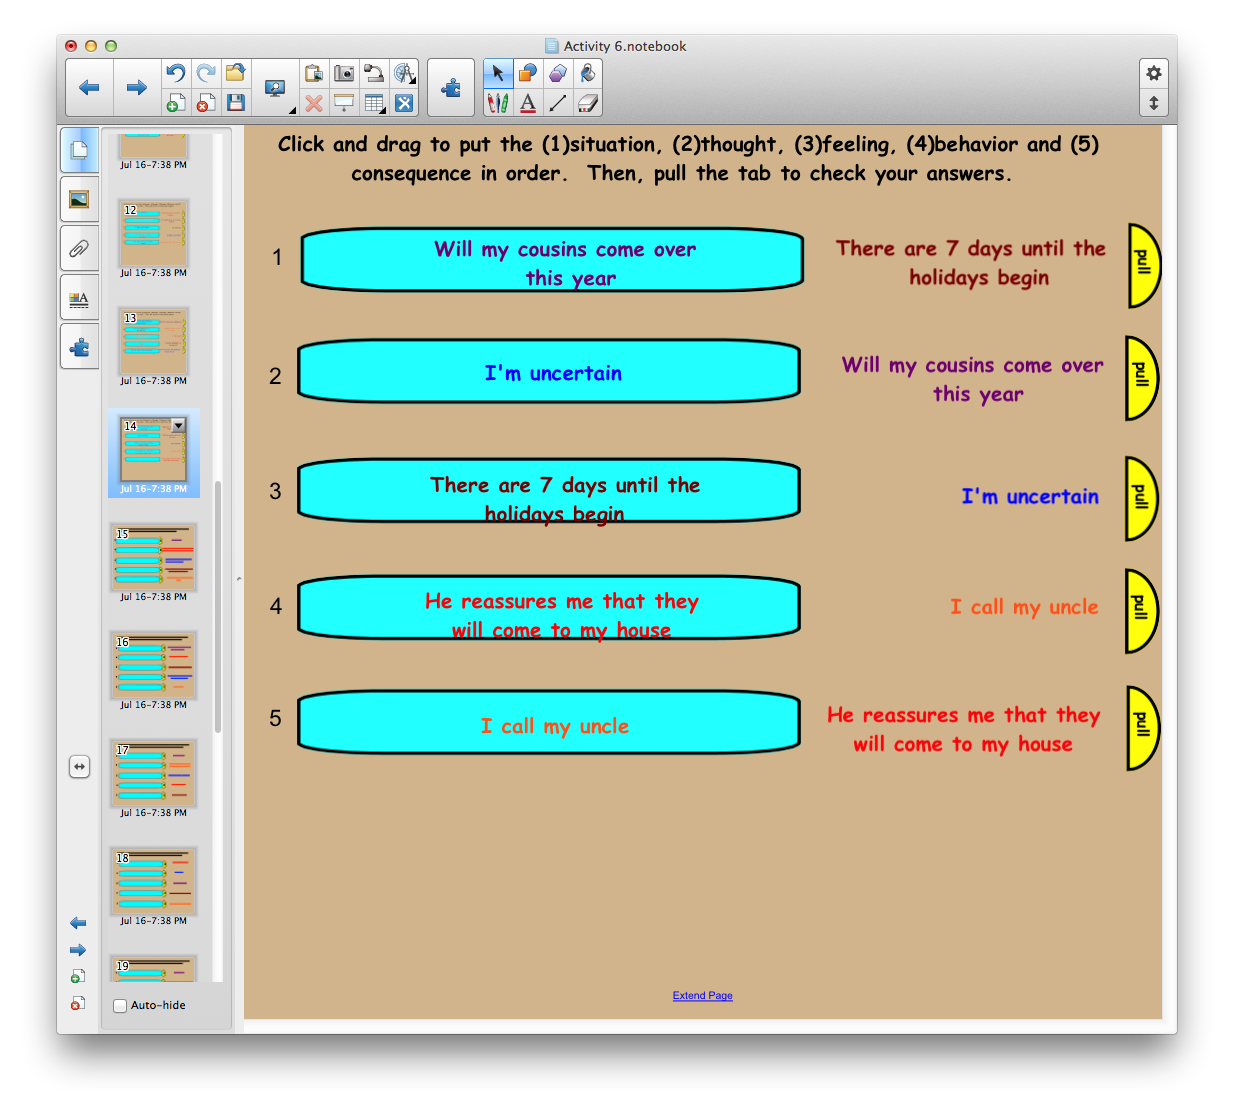 Activity 6.notebook
Click and drag to put the (1)situation, (2)thought, (3)feeling, (4)behavior and (5)
consequence in order.  Then, pull the tab to check your answers.
1
Will my cousins come over
this year
There are 7 days until the
holidays begin
pull
2
I'm uncertain
Will my cousins come over
this year
pull
3
There are 7 days until the
holidays begin
I'm uncertain
pull
4
He reassures me that they
will come to my house
I call my uncle
pull
5
I call my uncle
He reassures me that they
will come to my house
pull
Extend Page
Jul 16-7:38 PM
12
Jul 16-7:38 PM
13
Jul 16-7:38 PM
14
Jul 16-7:38 PM
15
Jul 16-7:38 PM
16
Jul 16-7:38 PM
17
Jul 16-7:38 PM
18
Jul 16-7:38 PM
19
Auto-hide